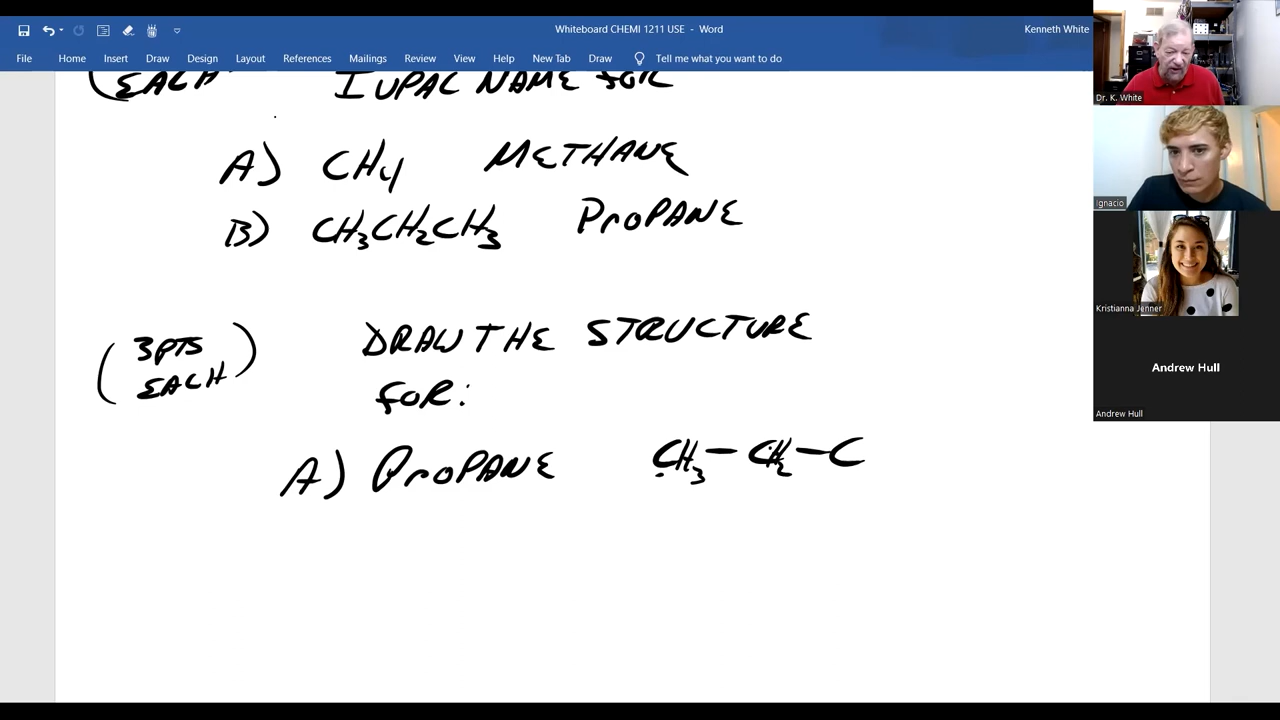 Whiteboard CHEMI 1211 USE - Word
Kenneth White
File Home Insert Draw Design Layout References Mailings Review View Help New Tab Draw Tell me what you want to do
EACH IUPAC NAME FOR
A) CH4 METHANE
B) CH3CH2CH3 PROPANE
(3PTS EACH) DRAW THE STRUCTURE
FOR:
A) PROPANE CH3-CH2-C
Dr. K. White
Ignacio
Kristianna Jenner
Andrew Hull
Andrew Hull